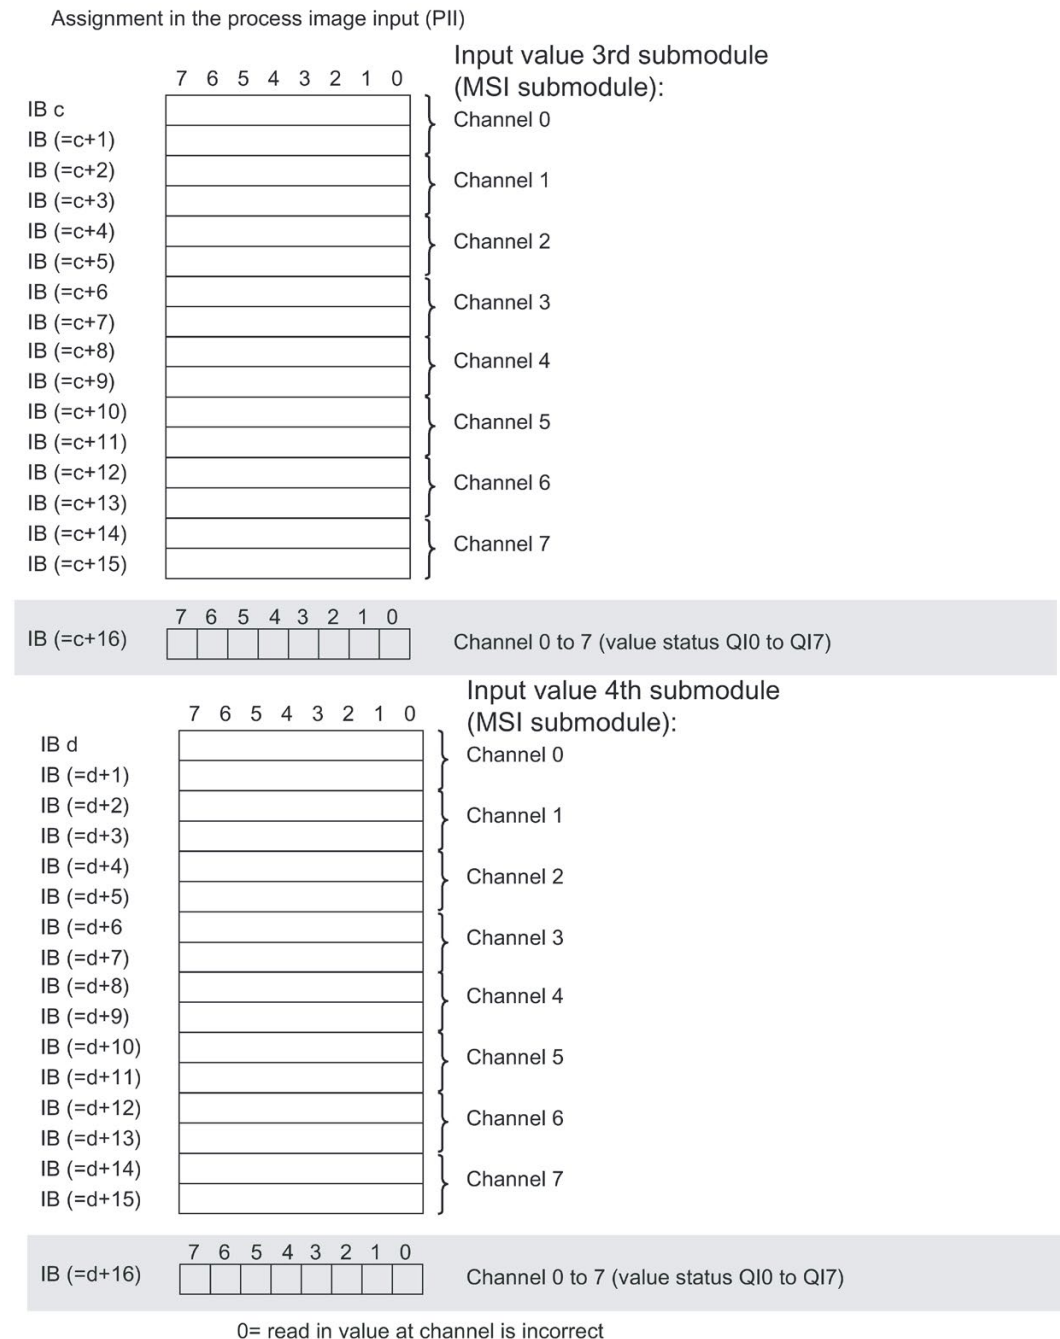 Assignment in the process image input (PII)
Input value 3rd submodule
(MSI submodule):
7 6 5 4 3 2 1 0
IB c
Channel 0
IB (=c+1)
IB (=c+2)
Channel 1
IB (=c+3)
IB (=c+4)
Channel 2
IB (=c+5)
IB (=c+6
Channel 3
IB (=c+7)
IB (=c+8)
Channel 4
IB (=c+9)
IB (=c+10)
Channel 5
IB (=c+11)
IB (=c+12)
Channel 6
IB (=c+13)
IB (=c+14)
Channel 7
IB (=c+15)
7 6 5 4 3 2 1 0
IB (=c+16) Channel 0 to 7 (value status QI0 to QI7)
Input value 4th submodule
(MSI submodule):
7 6 5 4 3 2 1 0
IB d
Channel 0
IB (=d+1)
IB (=d+2)
Channel 1
IB (=d+3)
IB (=d+4)
Channel 2
IB (=d+5)
IB (=d+6
Channel 3
IB (=d+7)
IB (=d+8)
Channel 4
IB (=d+9)
IB (=d+10)
Channel 5
IB (=d+11)
IB (=d+12)
Channel 6
IB (=d+13)
IB (=d+14)
Channel 7
IB (=d+15)
7 6 5 4 3 2 1 0
IB (=d+16) Channel 0 to 7 (value status QI0 to QI7)
0= read in value at channel is incorrect